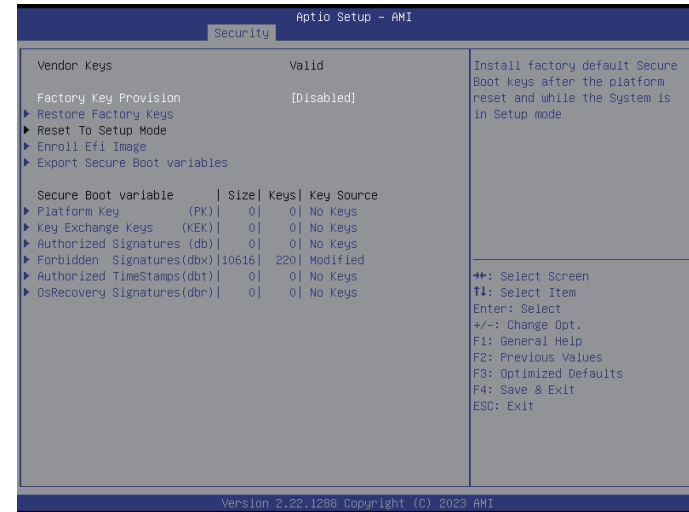 Aptio Setup - AMI
Security
Vendor Keys Valid
Factory Key Provision [Disabled]
Restore Factory Keys
Reset To Setup Mode
Enroll Efi Image
Export Secure Boot variables
Secure Boot variable | Size| Keys| Key Source
Platform Key (PK)| 0| 0| No Keys
Key Exchange Keys (KEK)| 0| 0| No Keys
Authorized Signatures (db)| 0| 0| No Keys
Forbidden Signatures(dbx)|10616| 220| Modified
Authorized TimeStamps(dbt)| 0| 0| No Keys
OsRecovery Signatures(dbr)| 0| 0| No Keys
Install factory default Secure
Boot keys after the platform
reset and while the System is
in Setup mode
→←: Select Screen
↑↓: Select Item
Enter: Select
+/-: Change Opt.
F1: General Help
F2: Previous Values
F3: Optimized Defaults
F4: Save & Exit
ESC: Exit
Version 2.22.1288 Copyright (C) 2023 AMI